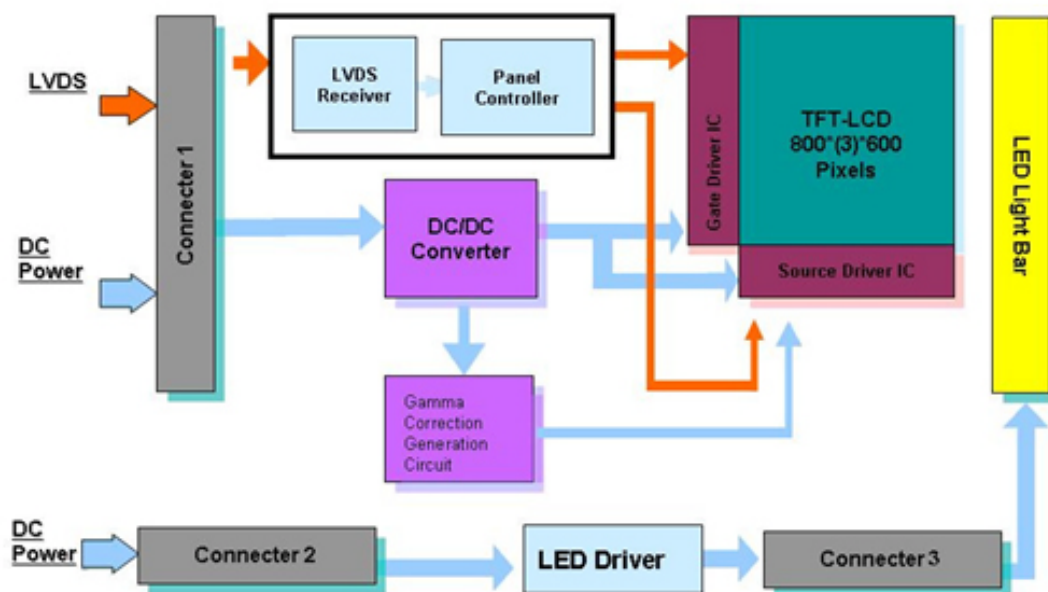 LVDS
DC
Power
Connecter 1
LVDS
Receiver
Panel
Controller
DC/DC
Converter
Gamma
Correction
Generation
Circuit
Gate Driver IC
TFT-LCD
800*(3)*600
Pixels
Source Driver IC
LED Light Bar
DC
Power
Connecter 2
LED Driver
Connecter 3